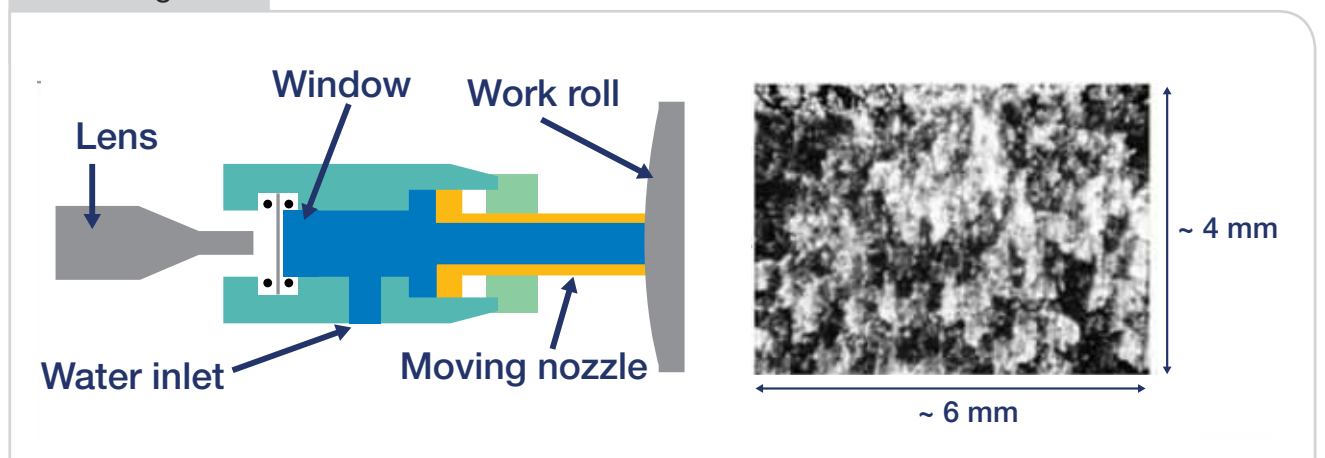 Window
Work roll
Lens
~ 4 mm
Water inlet
Moving nozzle
~ 6 mm